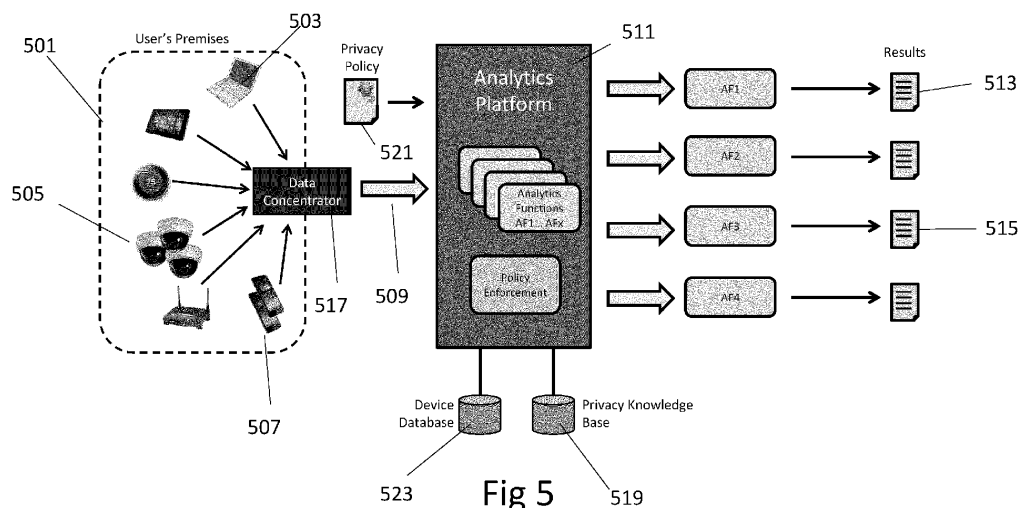 503
User's Premises
501
Privacy
Policy
511
Results
Analytics
Platform
AF1
513
521
AF2
505
Data
Concentrator
Analytics
Functions
AF1... AFx
AF3
515
517
509
Policy
Enforcement
AF4
507
Device
Database
Privacy Knowledge
Base
523
Fig 5
519